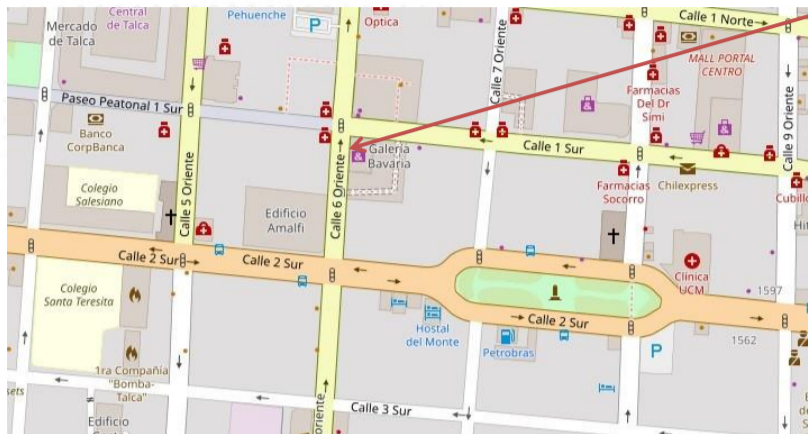 Pehuenche
Optica
Calle 1 Norte
Central
de Talca
Mercado
de Talca
MALL PORTAL
CENTRO
Calle 7 Oriente
Farmacias
Del Dr
Simi
Calle 9 Oriente
Paseo Peatonal 1 Sur
Banco
CorpBanca
Calle 1 Sur
Galería
Bavaria
Calle 5 Oriente
Calle 6 Oriente
Colegio
Salesiano
Farmacias
Socorro
Chilexpress
Cubillo
Edificio
Amalfi
Hit
Calle 2 Sur
Calle 2 Sur
Colegio
Santa Teresita
Clínica
UCM
1597
Hostal
del Monte
Calle 2 Sur
Petrobras
P
P
1562
1ra Compañía
"Bomba-
Talca"
Calle 3 Sur
Oriente
sets
Edificio